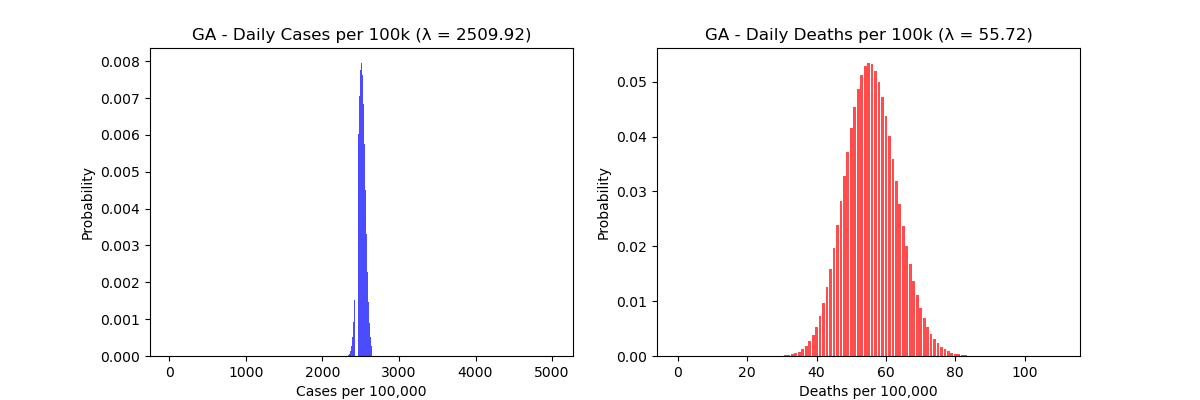 GA - Daily Cases per 100k (λ = 2509.92)
0.008
0.007
0.006
0.005
0.004
0.003
0.002
0.001
0.000
Probability
0 1000 2000 3000 4000 5000
Cases per 100,000
GA - Daily Deaths per 100k (λ = 55.72)
0.05
0.04
0.03
0.02
0.01
0.00
Probability
0 20 40 60 80 100
Deaths per 100,000